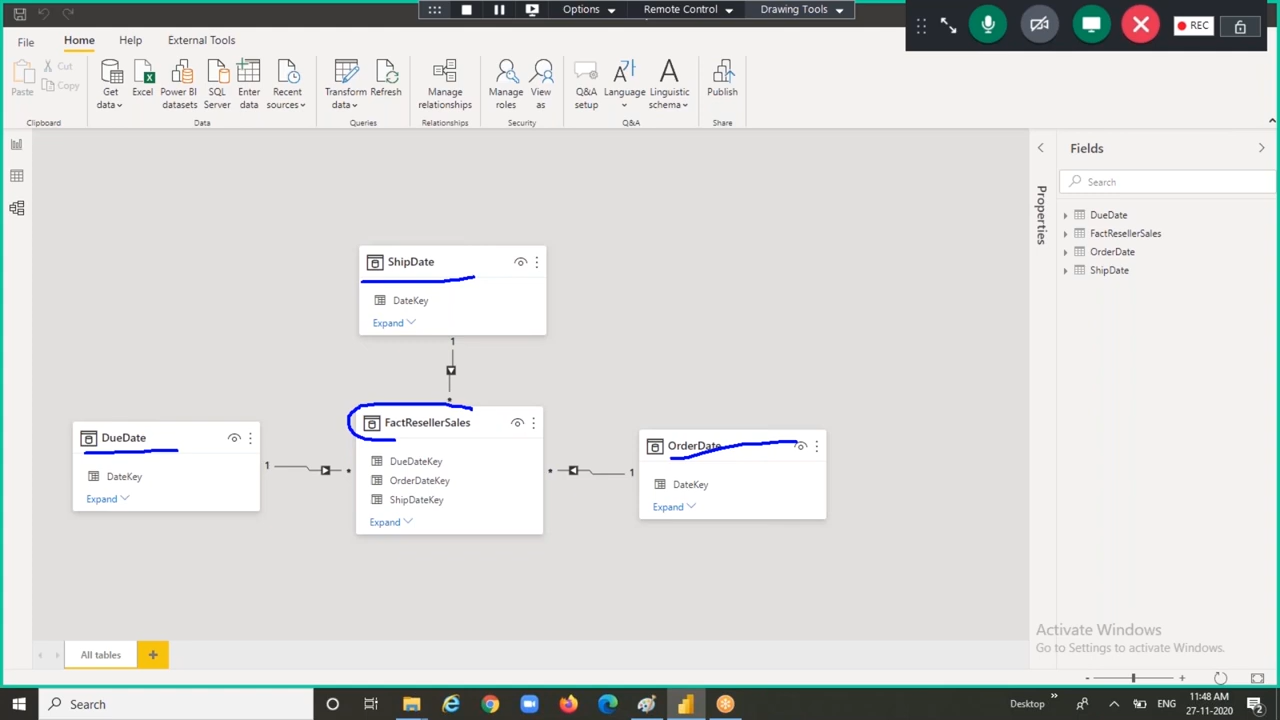 Options
Remote Control
Drawing Tools
REC
File
Home
Help
External Tools
Paste
Cut
Copy
Get data
Excel
Power BI datasets
SQL Server
Enter data
Recent sources
Transform data
Refresh
Manage relationships
Manage roles
View as
Q&A setup
Language
Linguistic schema
Publish
Clipboard
Data
Queries
Relationships
Security
Q&A
Share
Properties
Fields
Search
DueDate
FactResellerSales
OrderDate
ShipDate
ShipDate
DateKey
Expand
1
*
FactResellerSales
DueDateKey
OrderDateKey
ShipDateKey
Expand
DueDate
DateKey
Expand
1
*
OrderDate
DateKey
Expand
*
1
Activate Windows
Go to Settings to activate Windows.
All tables
+
-
+
Search
Desktop
»
ENG
11:48 AM
27-11-2020
2